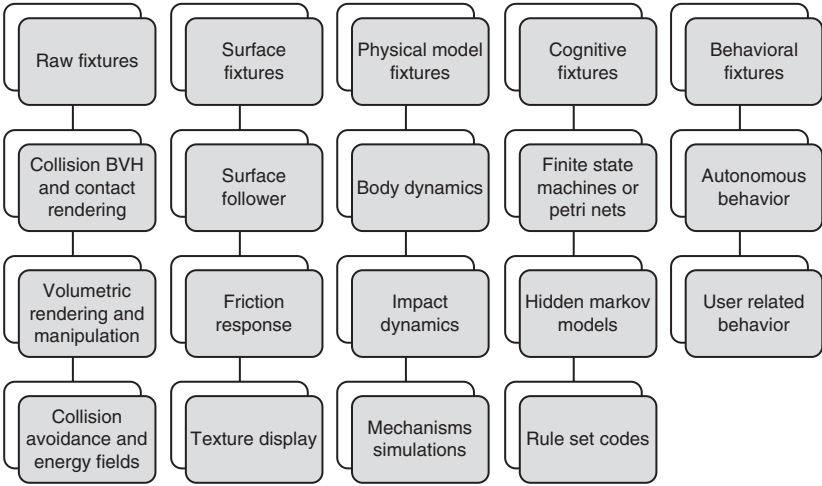 Raw fixtures
Surface
fixtures
Physical model
fixtures
Cognitive
fixtures
Behavioral
fixtures
Collision BVH
and contact
rendering
Surface
follower
Body dynamics
Finite state
machines or
petri nets
Autonomous
behavior
Volumetric
rendering and
manipulation
Friction
response
Impact
dynamics
Hidden markov
models
User related
behavior
Collision
avoidance and
energy fields
Texture display
Mechanisms
simulations
Rule set codes